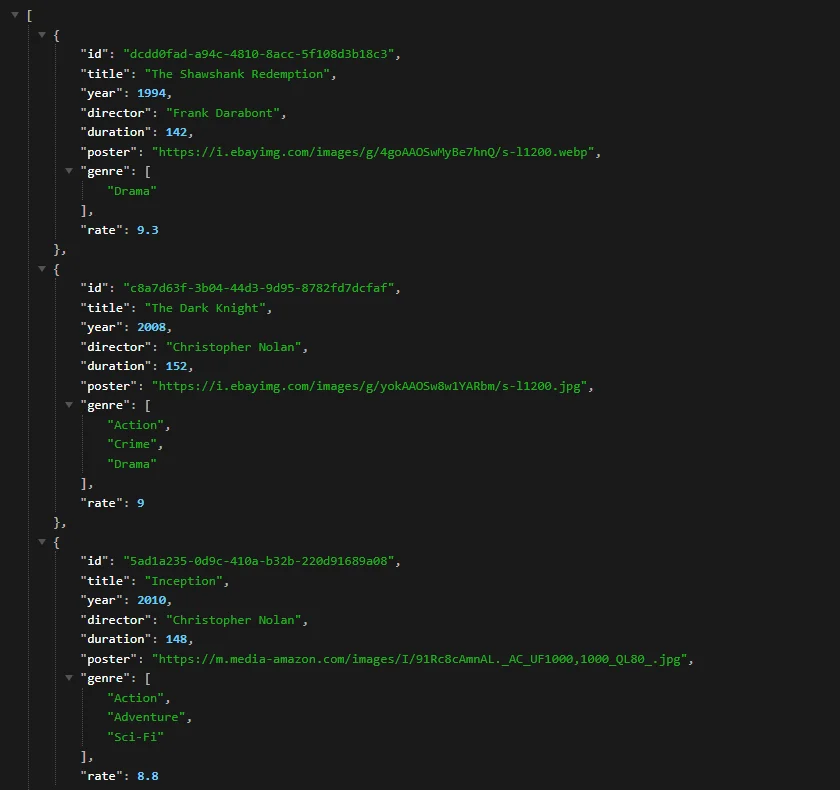 [
{
"id": "dcdd0fad-a94c-4810-8acc-5f108d3b18c3",
"title": "The Shawshank Redemption",
"year": 1994,
"director": "Frank Darabont",
"duration": 142,
"poster": "https://i.ebayimg.com/images/g/4goAAOSwMyBe7hnQ/s-l1200.webp",
"genre": [
"Drama"
],
"rate": 9.3
},
{
"id": "c8a7d63f-3b04-44d3-9d95-8782fd7dcfaf",
"title": "The Dark Knight",
"year": 2008,
"director": "Christopher Nolan",
"duration": 152,
"poster": "https://i.ebayimg.com/images/g/yokAAOSw8w1YARbm/s-l1200.jpg",
"genre": [
"Action",
"Crime",
"Drama"
],
"rate": 9
},
{
"id": "5ad1a235-0d9c-410a-b32b-220d91689a08",
"title": "Inception",
"year": 2010,
"director": "Christopher Nolan",
"duration": 148,
"poster": "https://m.media-amazon.com/images/I/91Rc8cAmnAL._AC_UF1000,1000_QL80_.jpg",
"genre": [
"Action",
"Adventure",
"Sci-Fi"
],
"rate": 8.8